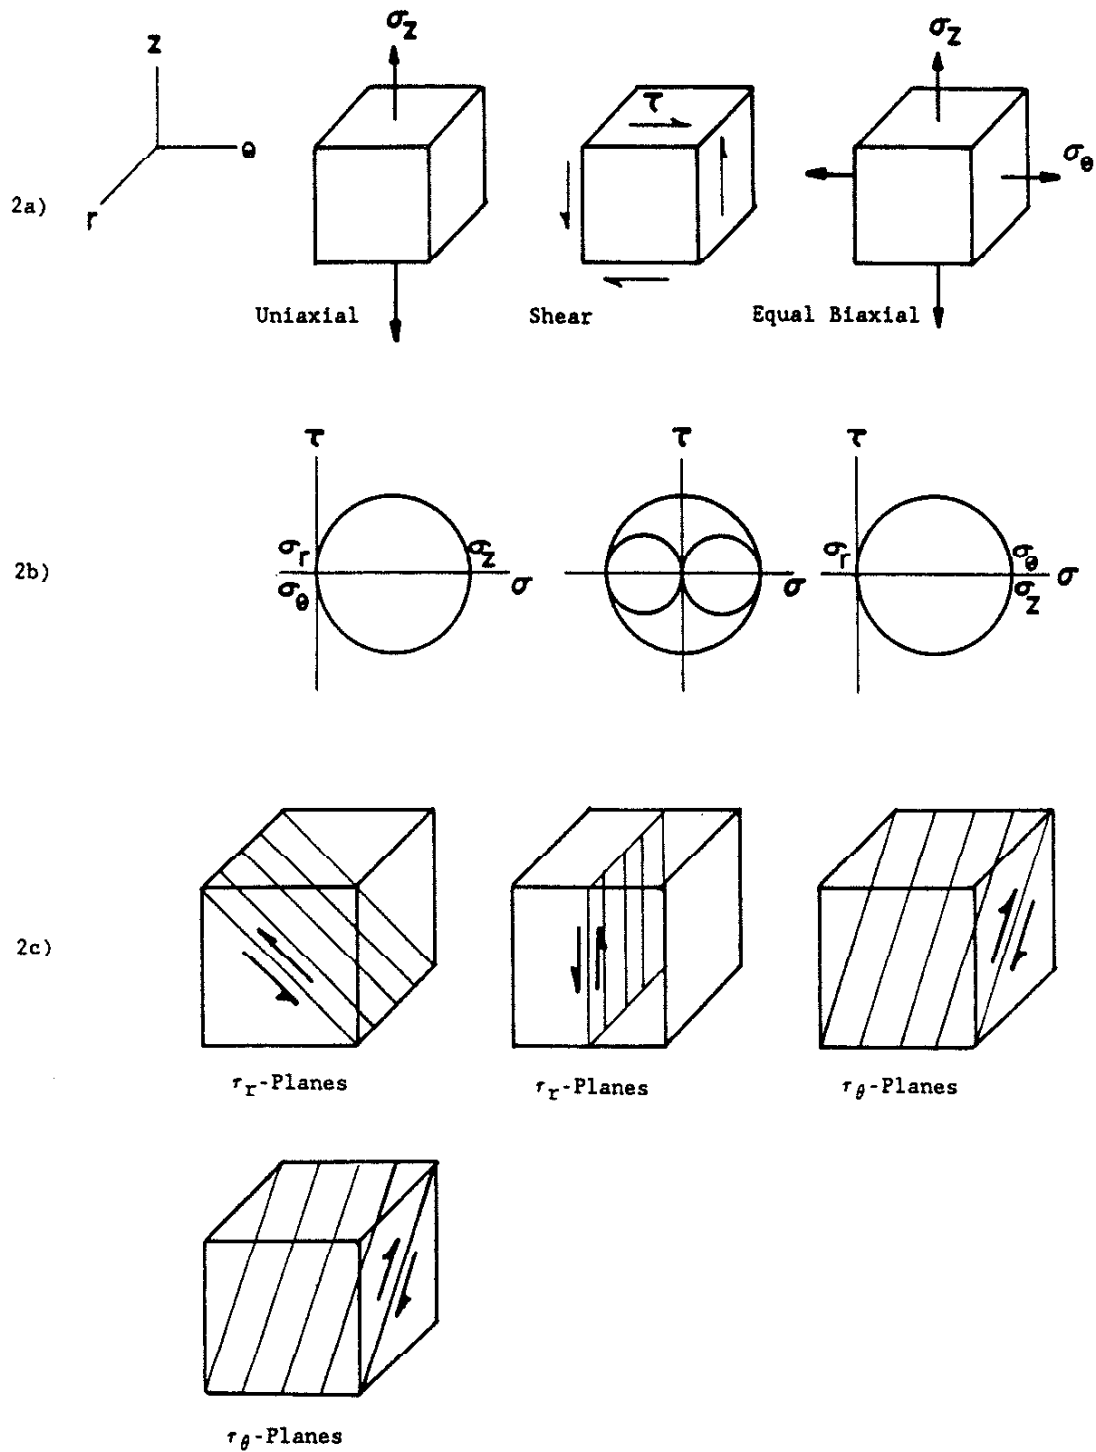 σz σz
z
τ
θ σθ
2a)
r
Uniaxial Shear Equal Biaxial
τ τ τ
σr σz σr σθ
2b)
σθ σ σ σz σ
2c)
τr-Planes τr-Planes τθ-Planes
τθ-Planes